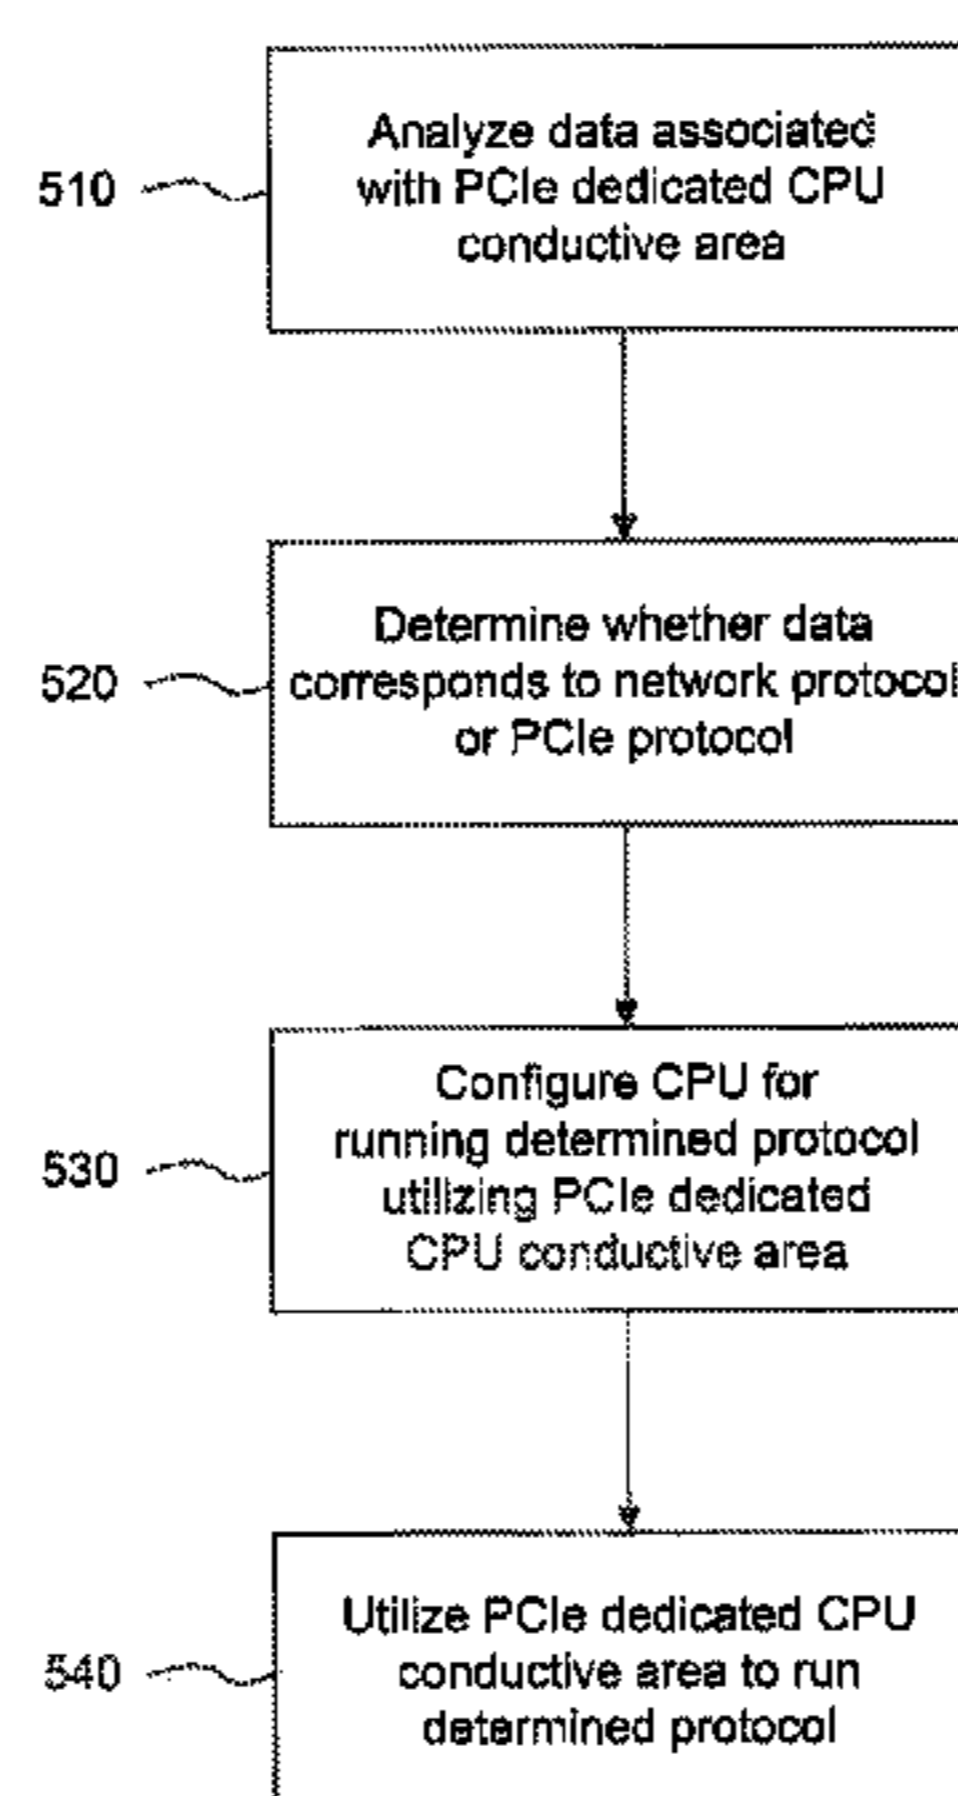 Analyze data associated
510
with PCIe dedicated CPU
conductive area
Determine whether data
520
corresponds to network protocol
or PCIe protocol
Configure CPU for
running determined protocol
530
utilizing PCIe dedicated
CPU conductive area
Utilize PCIe dedicated CPU
540
conductive area to run
determined protocol